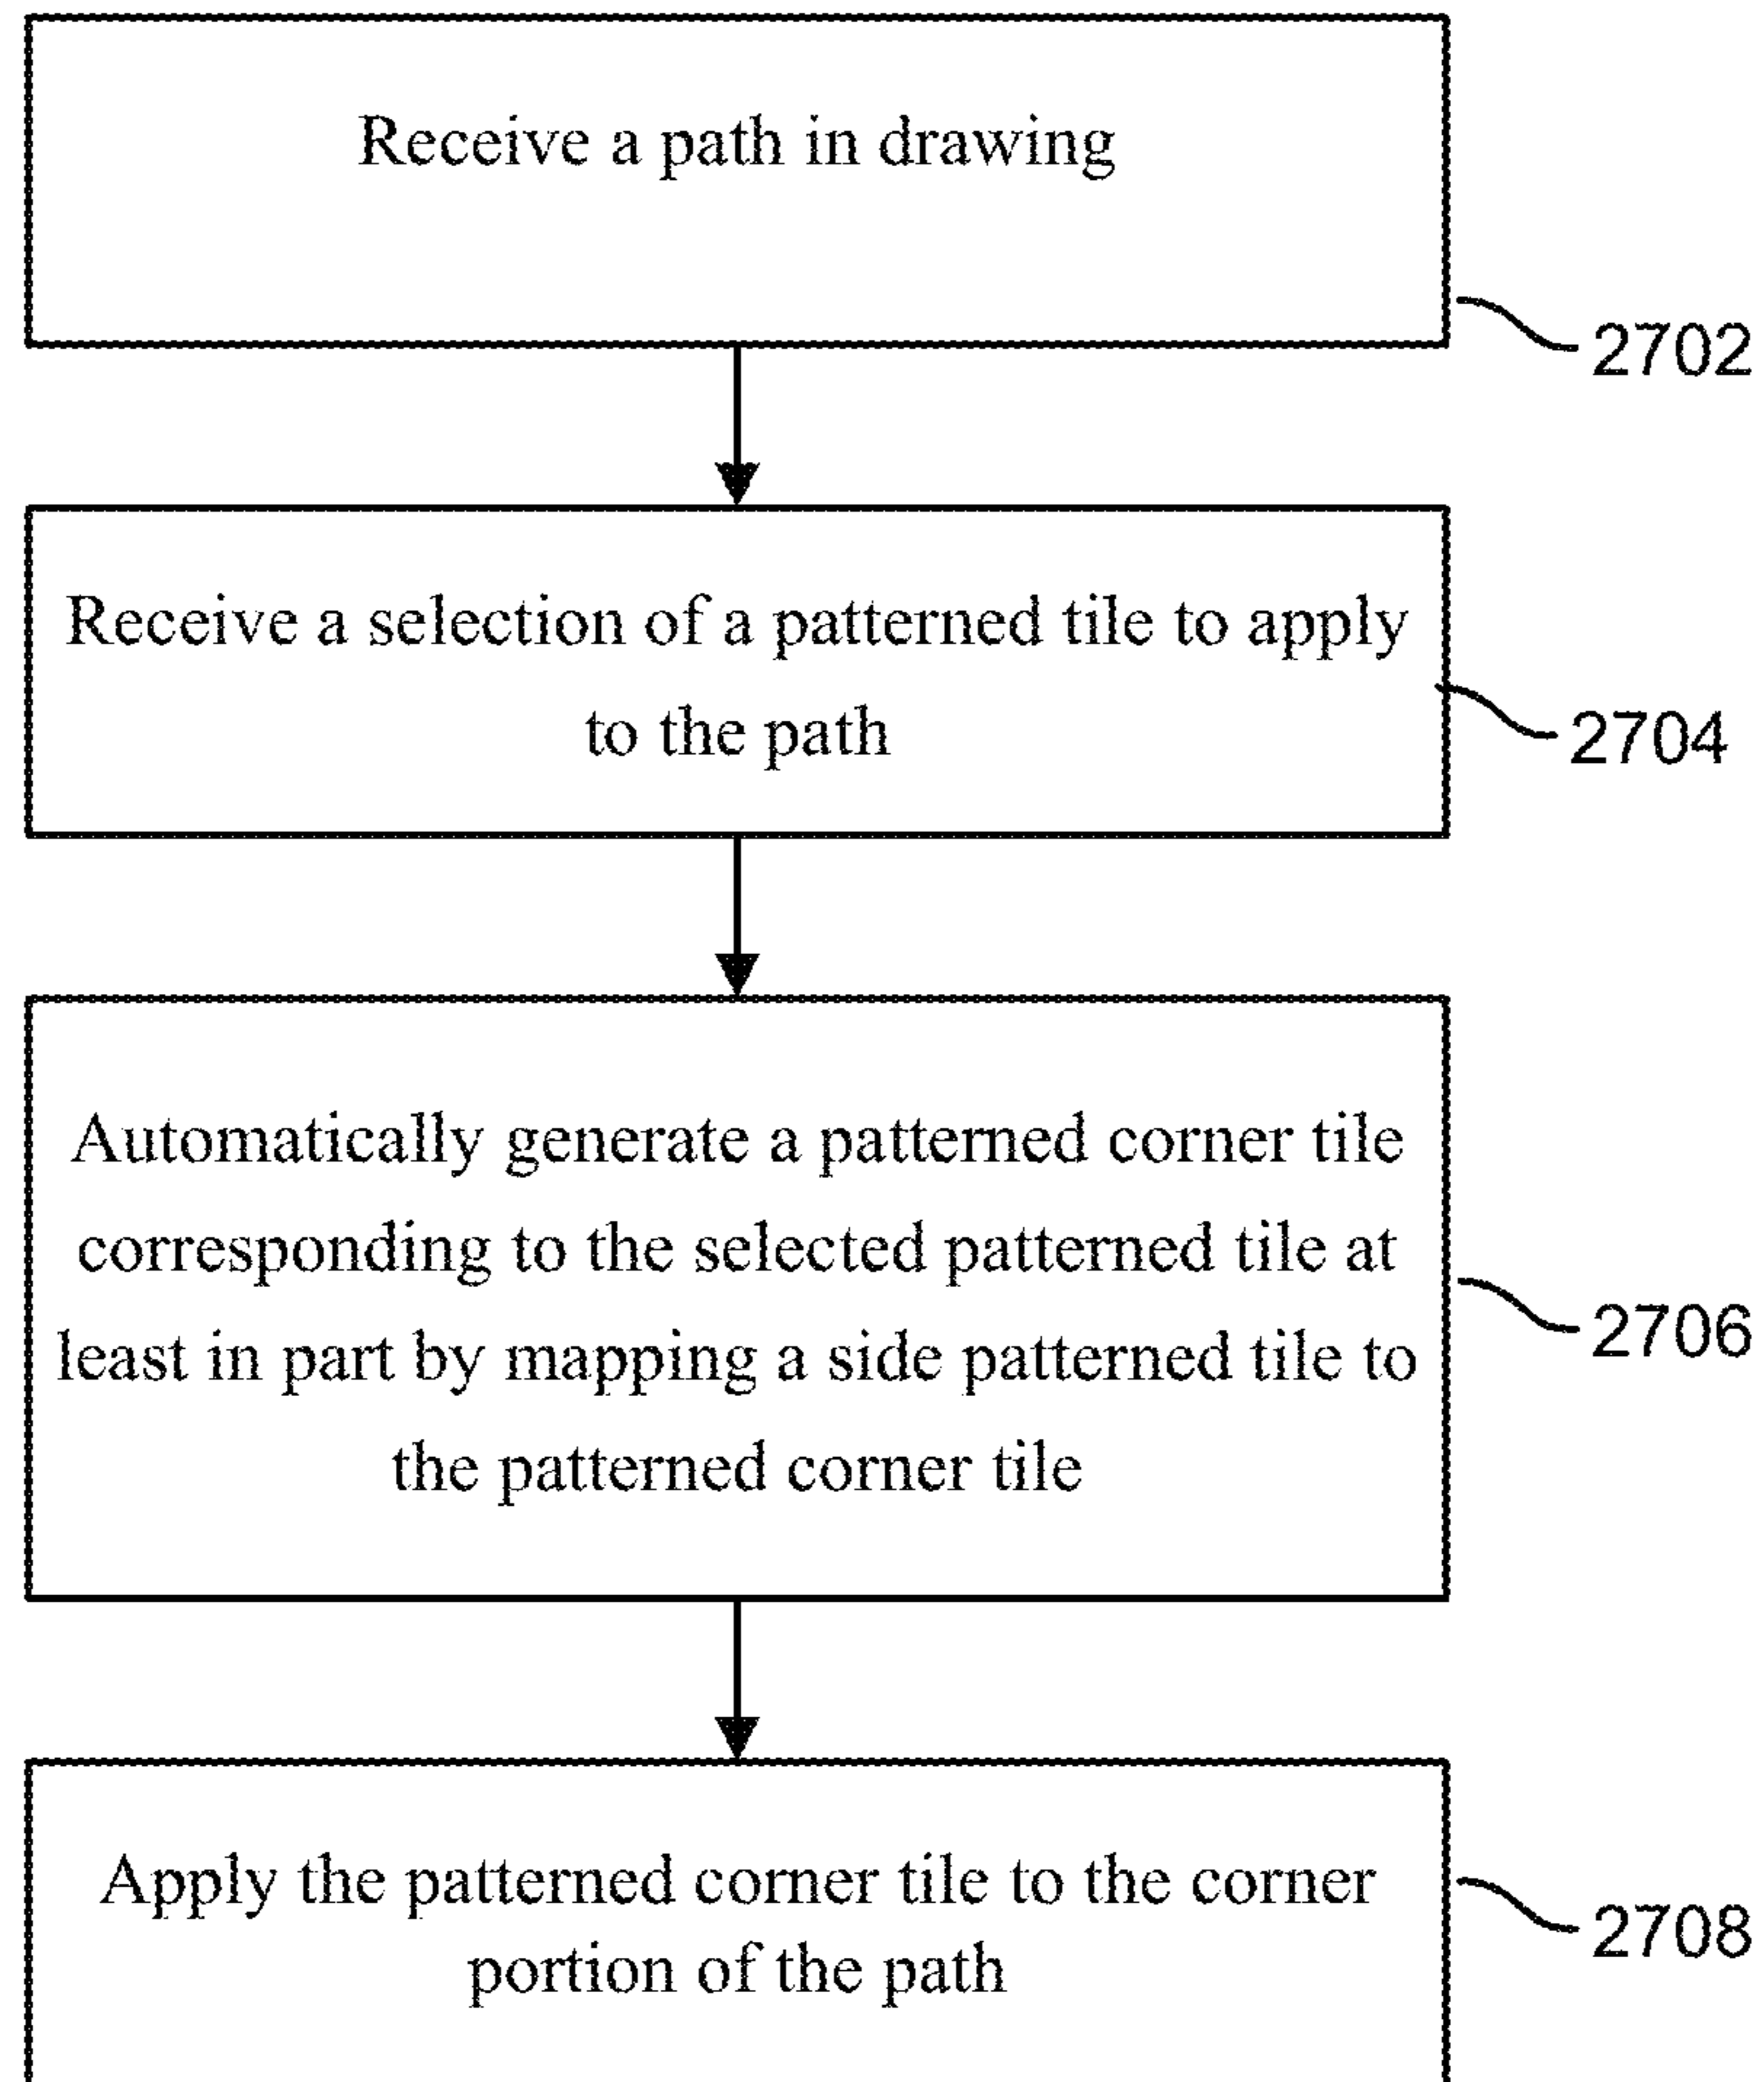 Receive a path in drawing
2702
Receive a selection of a patterned tile to apply
to the path
2704
Automatically generate a patterned corner tile
corresponding to the selected patterned tile at
least in part by mapping a side patterned tile to
the patterned corner tile
2706
Apply the patterned corner tile to the corner
portion of the path
2708